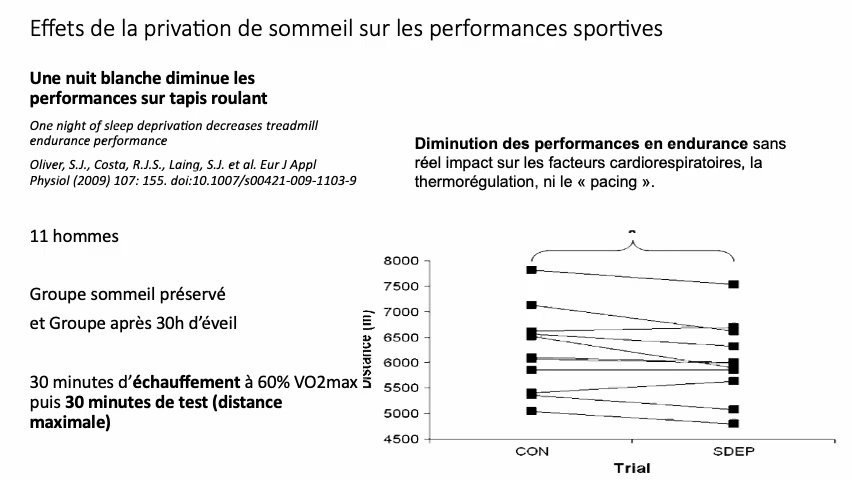 Effets de la privation de sommeil sur les performances sportives
Une nuit blanche diminue les
performances sur tapis roulant
One night of sleep deprivation decreases treadmill
endurance performance
Oliver, S.J., Costa, R.J.S., Laing, S.J. et al. Eur J Appl
Physiol (2009) 107: 155. doi:10.1007/s00421-009-1103-9
11 hommes
Groupe sommeil préservé
et Groupe après 30h d’éveil
30 minutes d’échauffement à 60% VO2max
puis 30 minutes de test (distance
maximale)
Diminution des performances en endurance sans
réel impact sur les facteurs cardiorespiratoires, la
thermorégulation, ni le « pacing ».
8000
7500
7000
6500
6000
5500
5000
4500
Distance (m)
CON
SDEP
Trial